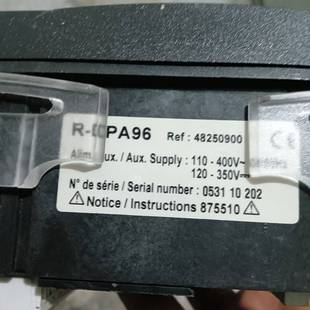 PA96 Ref : 48250900 CE
/ Aux. Supply : 110 - 400V~
120 - 350V⎓
N° de série / Serial number : 0531 10 202
⚠ Notice / Instructions 875510 ⚠